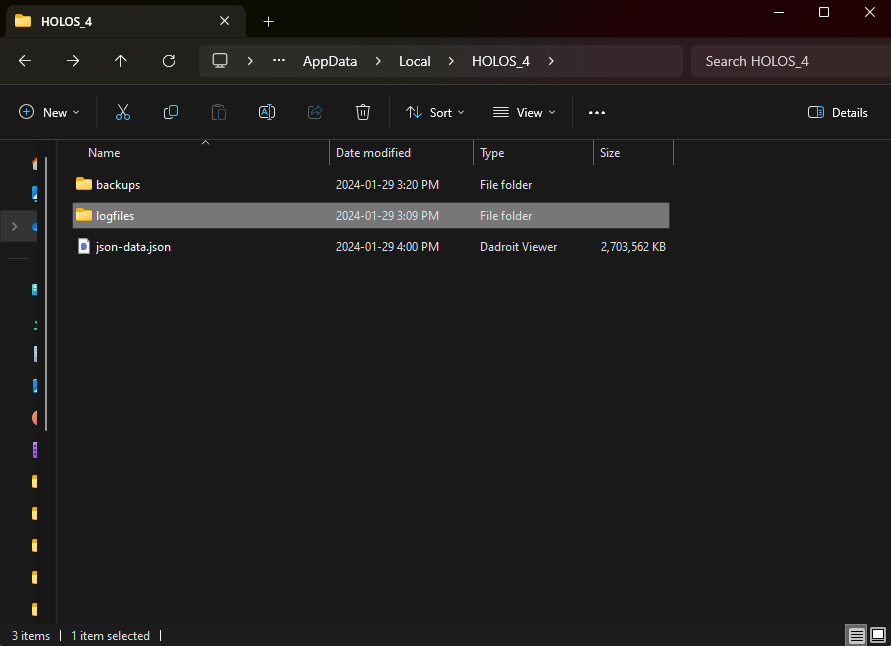 HOLOS_4
AppData Local HOLOS_4 Search HOLOS_4
New Sort View Details
Name Date modified Type Size
backups 2024-01-29 3:20 PM File folder
logfiles 2024-01-29 3:09 PM File folder
json-data.json 2024-01-29 4:00 PM Dadroit Viewer 2,703,562 KB
3 items 1 item selected